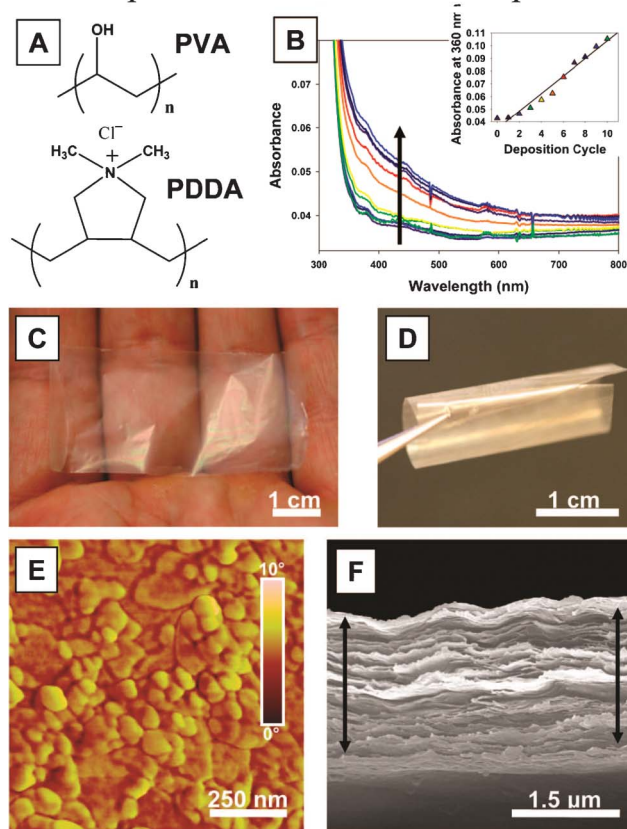 A
OH
PVA
n
Cl⁻
+
H₃C
CH₃
N
PDDA
n
B
Absorbance
0.07
0.06
0.05
0.04
300
400
500
600
700
800
Wavelength (nm)
Absorbance at 360 nm
0.11
0.10
0.09
0.08
0.07
0.06
0.05
0.04
0 2 4 6 8 10
Deposition Cycle
C
1 cm
D
1 cm
E
10°
0°
250 nm
F
1.5 µm